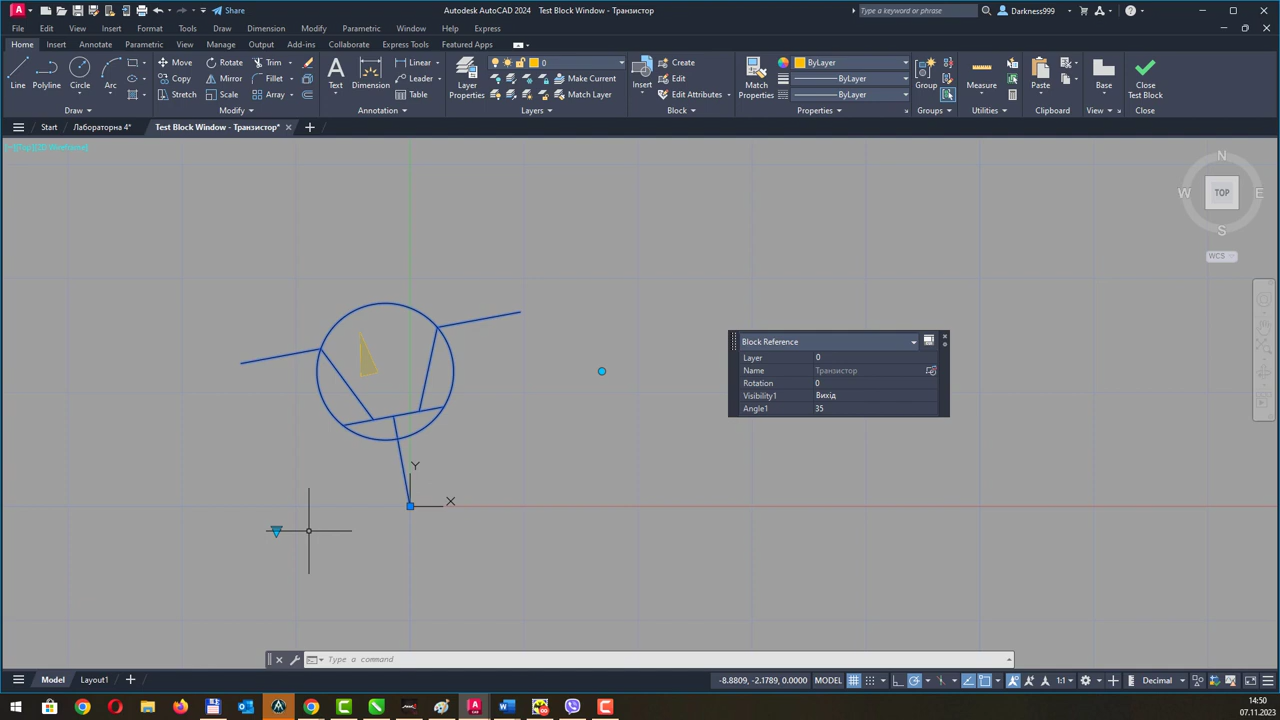 Share
Autodesk AutoCAD 2024 Test Block Window - Транзистор
Type a keyword or phrase
Darkness999
File Edit View Insert Format Tools Draw Dimension Modify Parametric Window Help Express
Home Insert Annotate Parametric View Manage Output Add-ins Collaborate Express Tools Featured Apps
Line Polyline Circle Arc
Move Rotate Trim
Copy Mirror Fillet
Stretch Scale Array
Text Dimension
Linear
Leader
Table
Layer Properties
0
Make Current
Match Layer
Insert
Create
Edit
Edit Attributes
Match Properties
ByLayer
ByLayer
ByLayer
Group
Measure
Paste
Base
Close Test Block
Draw Modify Annotation Layers Block Properties Groups Utilities Clipboard View Close
Start Лабораторна 4* Test Block Window - Транзистор*
[−][Top][2D Wireframe]
N
W TOP E
S
WCS
Block Reference
Layer 0
Name Транзистор
Rotation 0
Visibility1 Вихід
Angle1 35
Y
X
Type a command
Model Layout1
-8.8809, -2.1789, 0.0000 MODEL 1:1 Decimal
14:50
07.11.2023